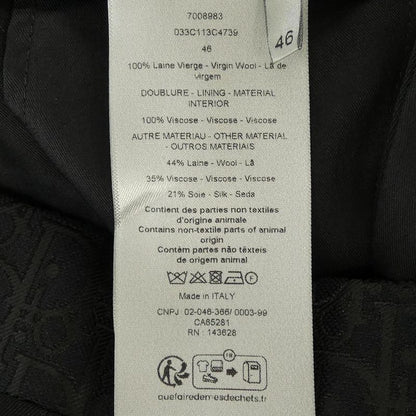 7008983
033C113C4739
46
46
100% Laine Vierge - Virgin Wool - Lã de
virgem
DOUBLURE - LINING - MATERIAL
INTERIOR
100% Viscose - Viscose - Viscose
AUTRE MATERIAU - OTHER MATERIAL
- OUTROS MATERIAIS
44% Laine - Wool - Lã
35% Viscose - Viscose - Viscose
21% Soie - Silk - Seda
Contient des parties non textiles
d'origine animale
Contains non-textile parts of animal
origin
Contém partes não têxteis
de origem animal
Made in ITALY
CNPJ 02-046-366/ 0003-99
CA65281
RN : 143628
FR
quefairedemesdechets.fr